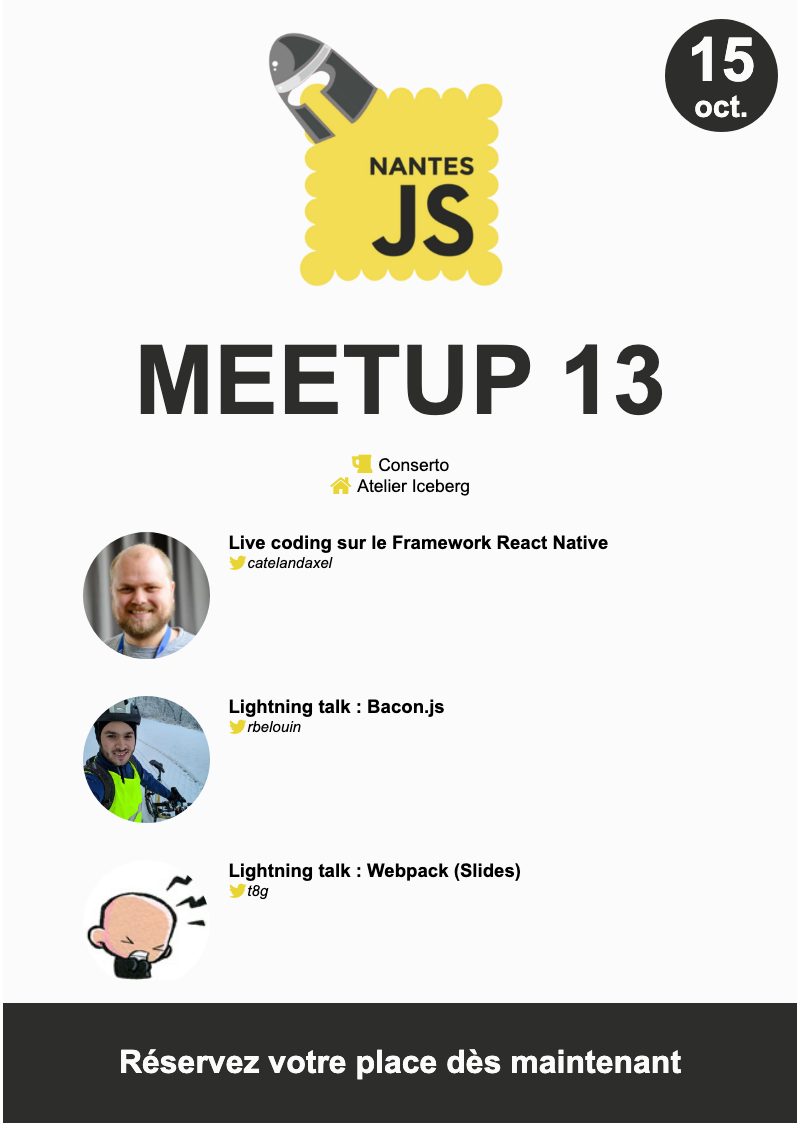 15
oct.
NANTES
JS
MEETUP 13
Conserto
Atelier Iceberg
Live coding sur le Framework React Native
catelandaxel
Lightning talk : Bacon.js
rbelouin
Lightning talk : Webpack (Slides)
t8g
Réservez votre place dès maintenant